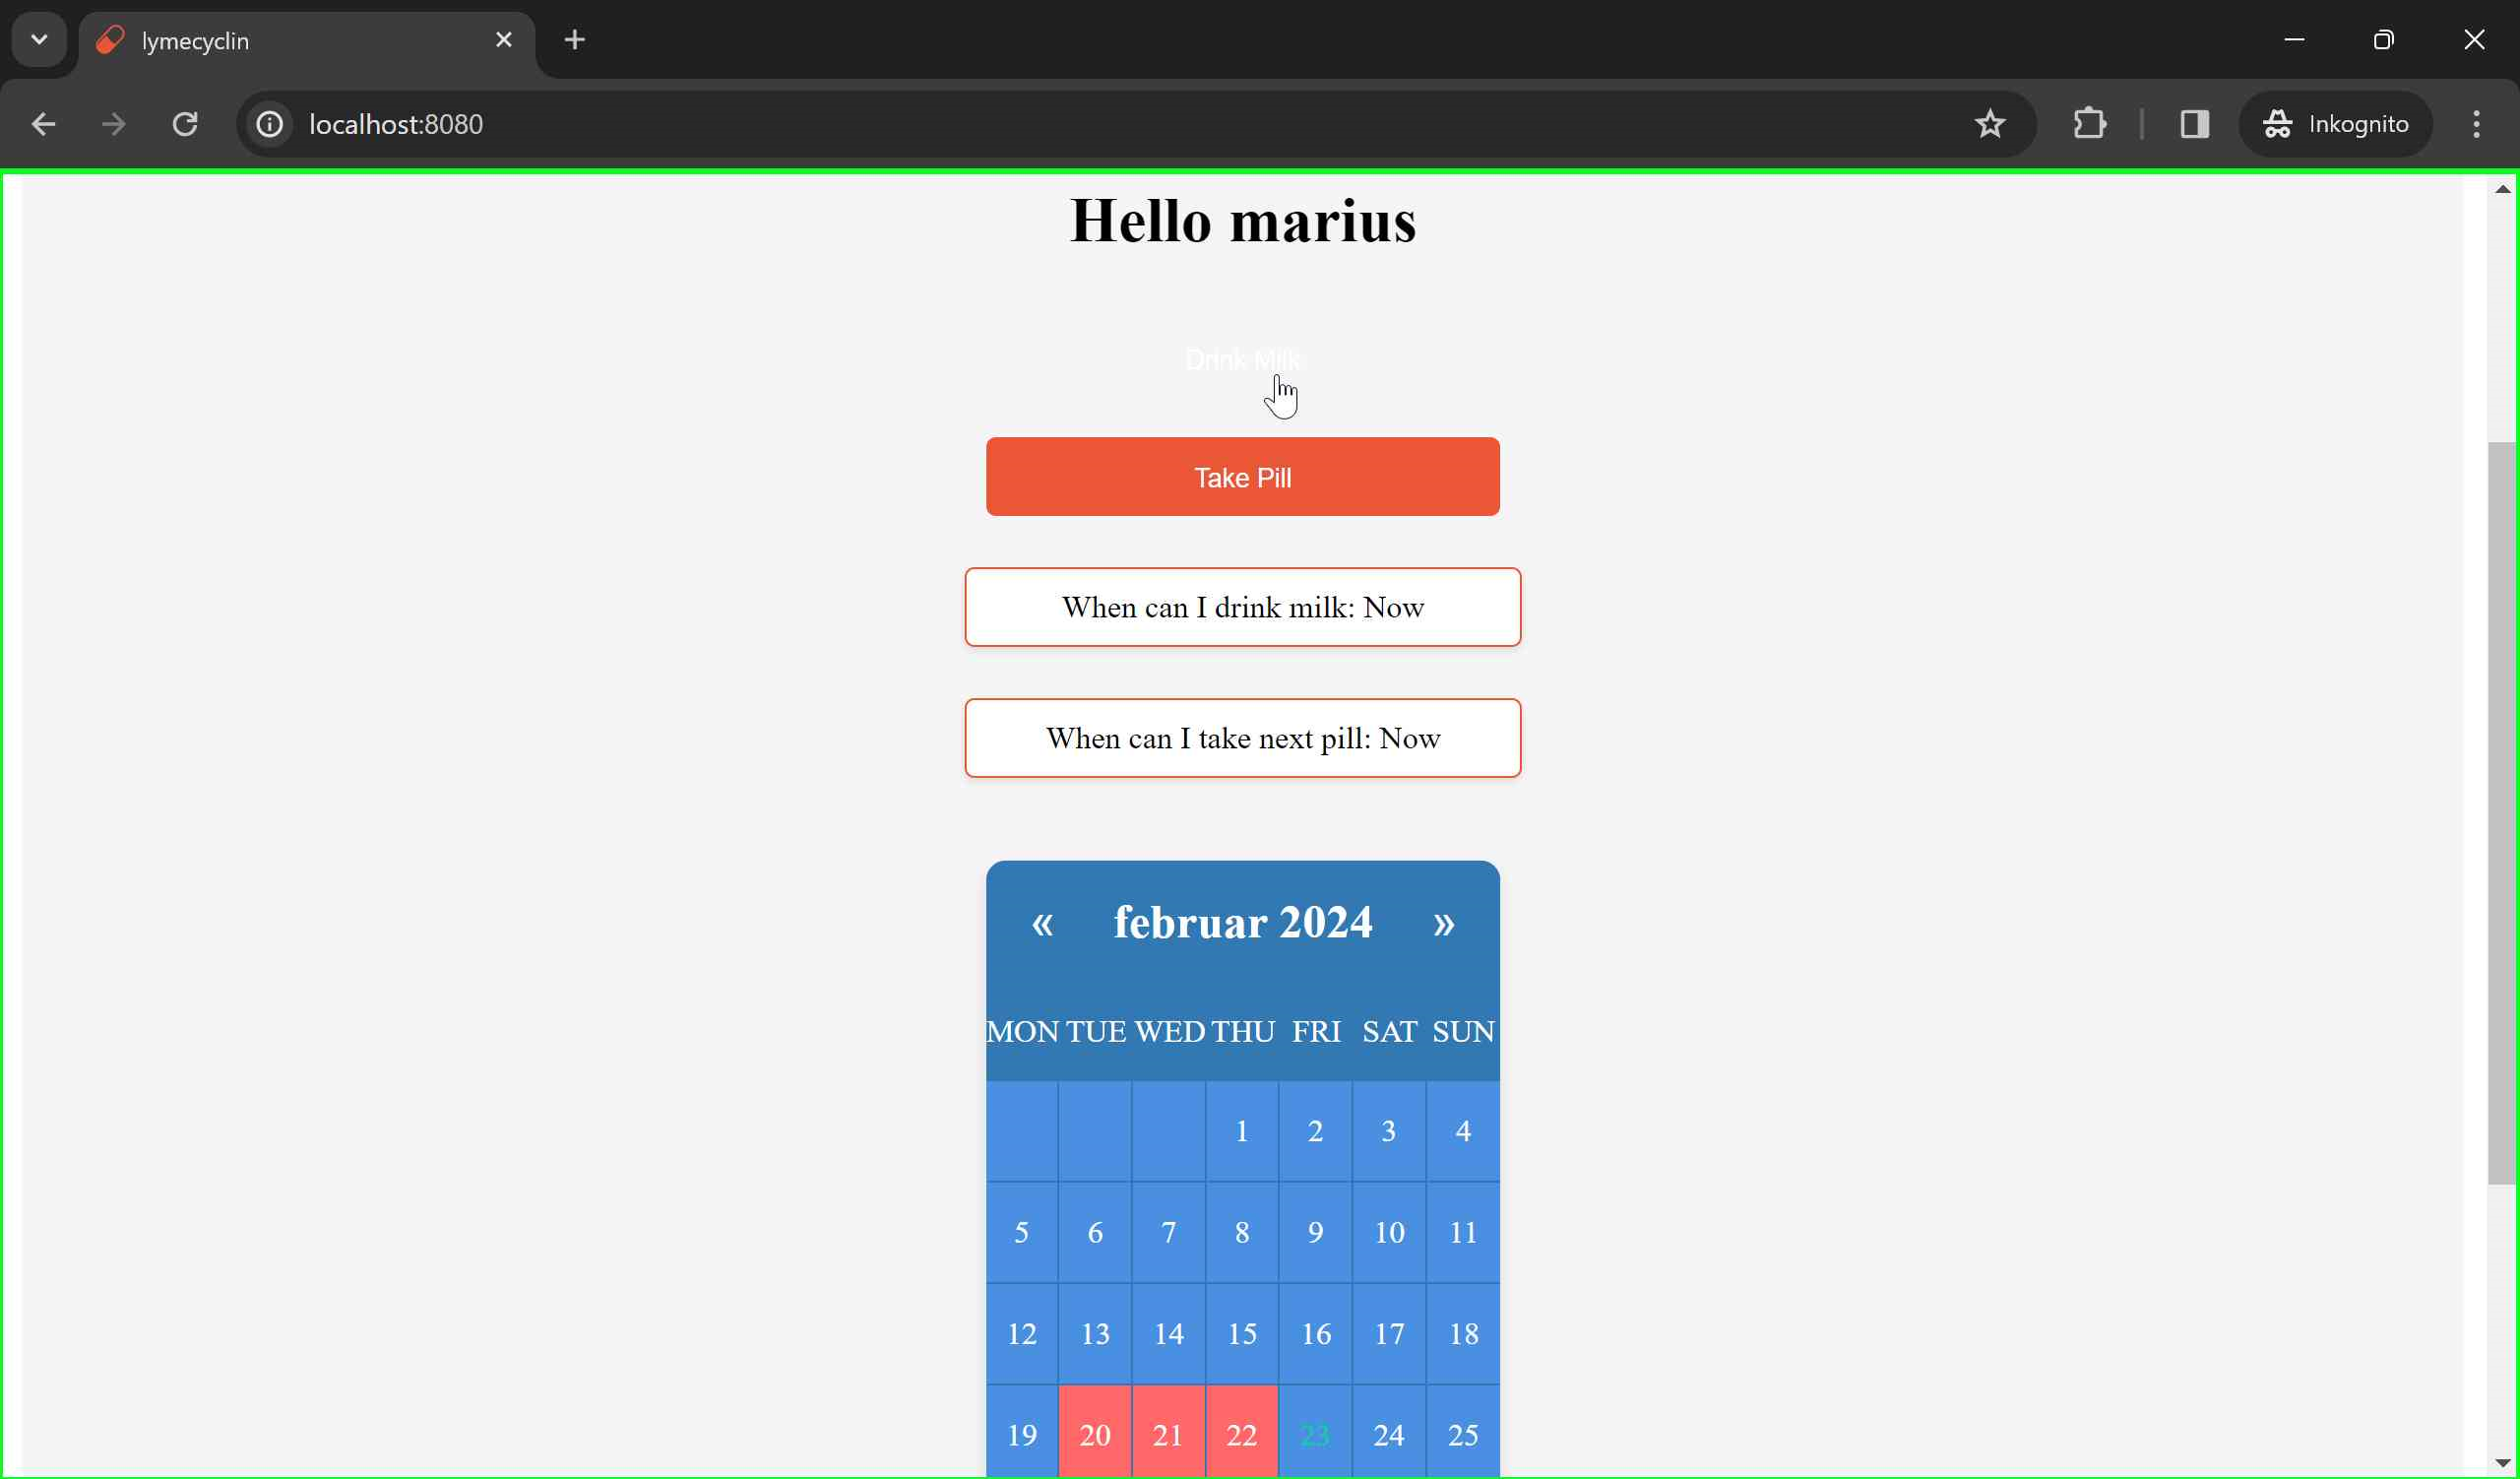 lymecyclin
localhost:8080
Inkognito
Hello marius
Drink Milk
Take Pill
When can I drink milk: Now
When can I take next pill: Now
« februar 2024 »
MON TUE WED THU FRI SAT SUN
1 2 3 4
5 6 7 8 9 10 11
12 13 14 15 16 17 18
19 20 21 22 23 24 25